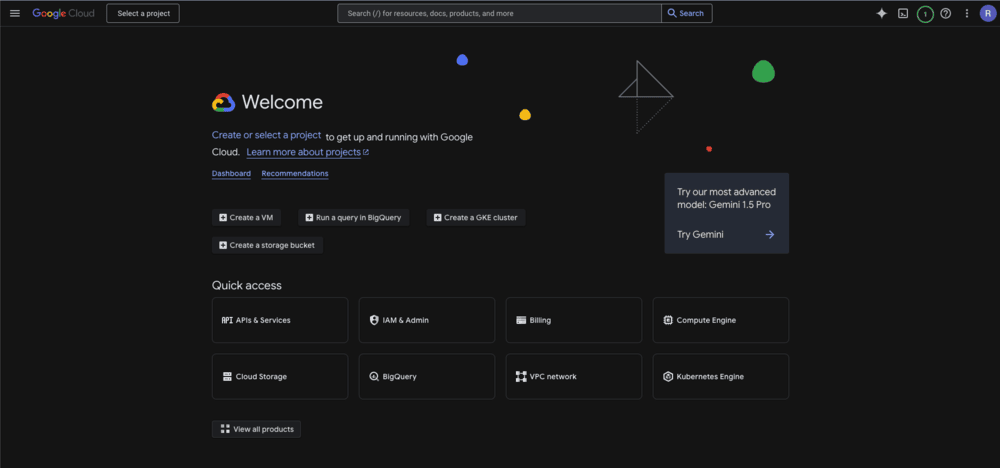 Google Cloud
Select a project
Search (/) for resources, docs, products, and more
Search
1
R
Welcome
Create or select a project to get up and running with Google
Cloud. Learn more about projects
Dashboard Recommendations
Try our most advanced
model: Gemini 1.5 Pro
Try Gemini
Create a VM
Run a query in BigQuery
Create a GKE cluster
Create a storage bucket
Quick access
API APIs & Services
IAM & Admin
Billing
Compute Engine
Cloud Storage
BigQuery
VPC network
Kubernetes Engine
View all products